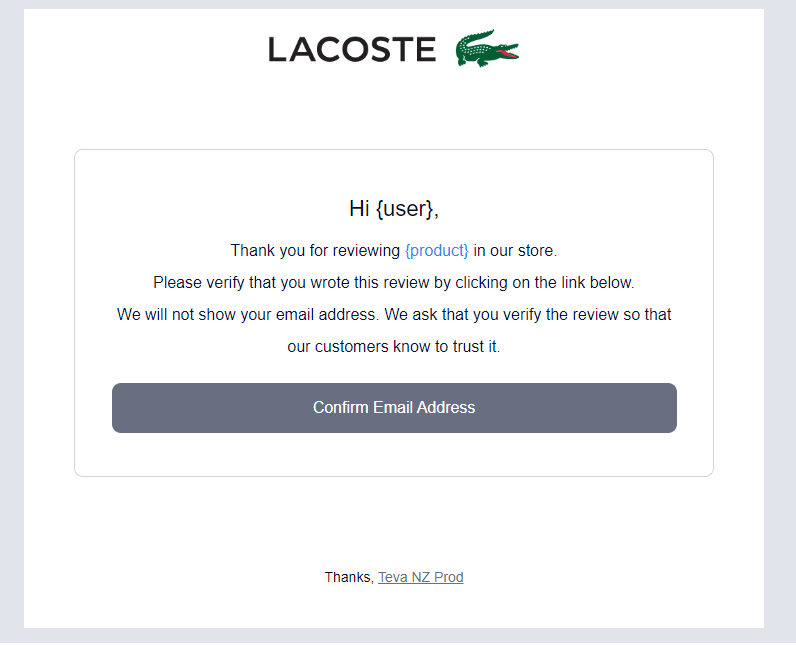 LACOSTE
Hi {user},
Thank you for reviewing {product} in our store.
Please verify that you wrote this review by clicking on the link below.
We will not show your email address. We ask that you verify the review so that
our customers know to trust it.
Confirm Email Address
Thanks, Teva NZ Prod